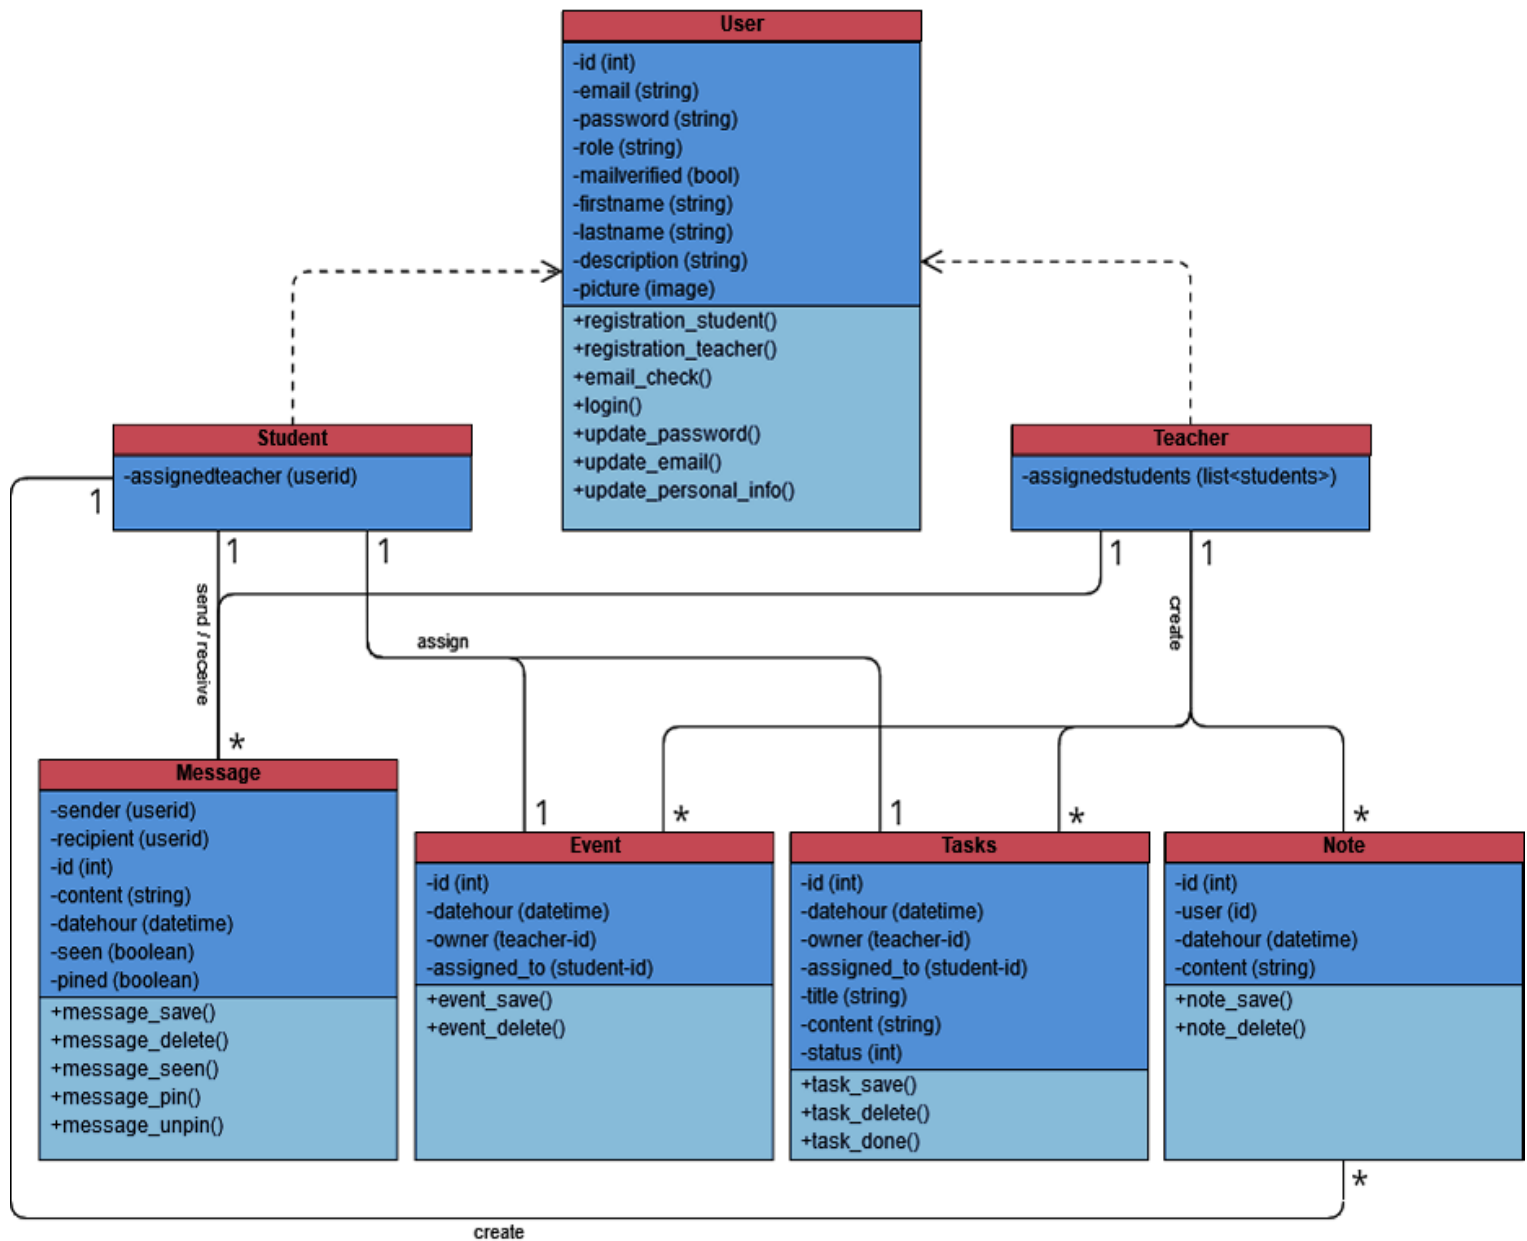 User
-id (int)
-email (string)
-password (string)
-role (string)
-mailverified (bool)
-firstname (string)
-lastname (string)
-description (string)
-picture (image)
+registration_student()
+registration_teacher()
+email_check()
+login()
+update_password()
+update_email()
+update_personal_info()
Student
-assignedteacher (userid)
Teacher
-assignedstudents (list<students>)
1
1
1
1
1
send / receive
assign
create
*
1
*
1
*
*
Message
-sender (userid)
-recipient (userid)
-id (int)
-content (string)
-datehour (datetime)
-seen (boolean)
-pined (boolean)
+message_save()
+message_delete()
+message_seen()
+message_pin()
+message_unpin()
Event
-id (int)
-datehour (datetime)
-owner (teacher-id)
-assigned_to (student-id)
+event_save()
+event_delete()
Tasks
-id (int)
-datehour (datetime)
-owner (teacher-id)
-assigned_to (student-id)
-title (string)
-content (string)
-status (int)
+task_save()
+task_delete()
+task_done()
Note
-id (int)
-user (id)
-datehour (datetime)
-content (string)
+note_save()
+note_delete()
*
create